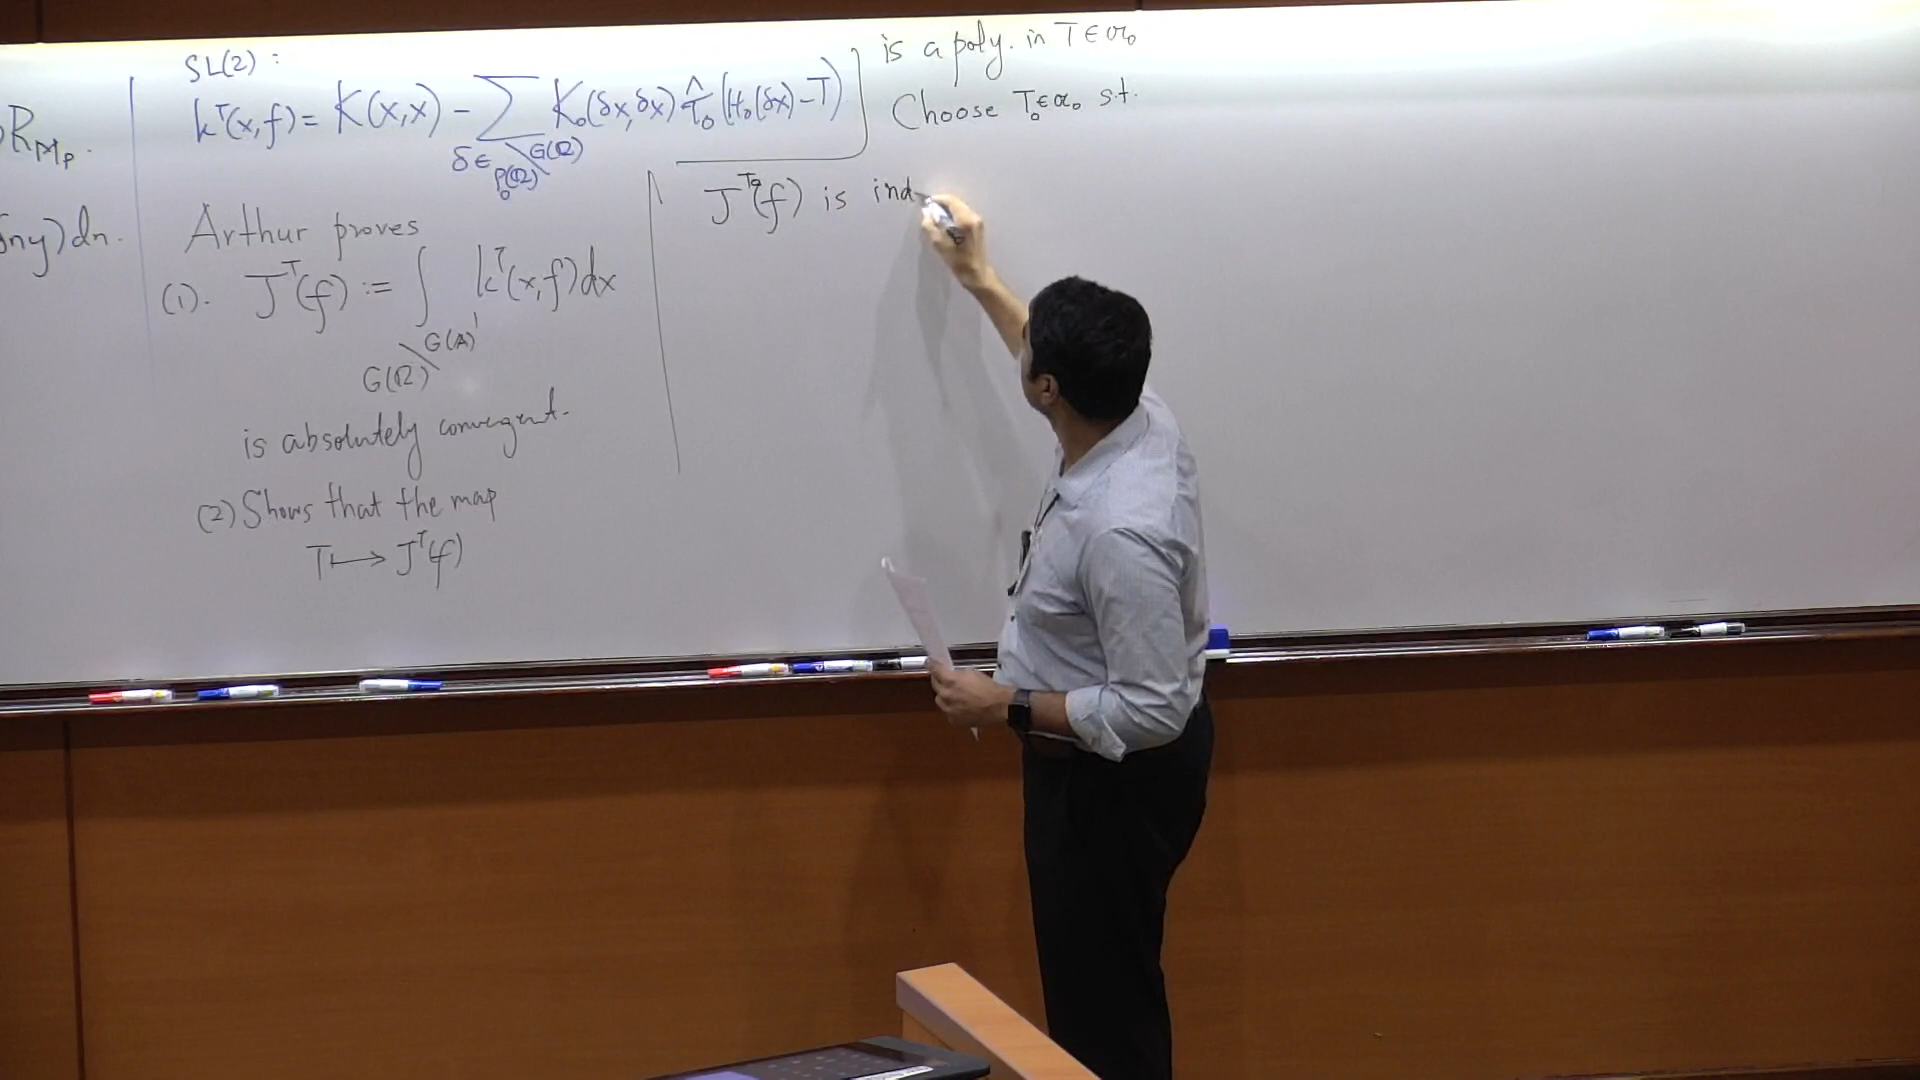 R_{M_P}.
ny)dn.
SL(2) :
k^T(x,f) = K(x,x) - ∑_{δ ∈ P_0(Q)\G(Q)} K_0(δx,δx) τ̂_0(H_0(δx)-T)
Arthur proves
(1). J^T(f) := ∫_{G(Q)\G(A)^1} k^T(x,f)dx
is absolutely convergent.
(2) Shows that the map
T ↦ J^T(f)
is a poly. in T ∈ 𝔞_0
Choose T_0 ∈ 𝔞_0 s.t.
J^{T_0}(f) is ind